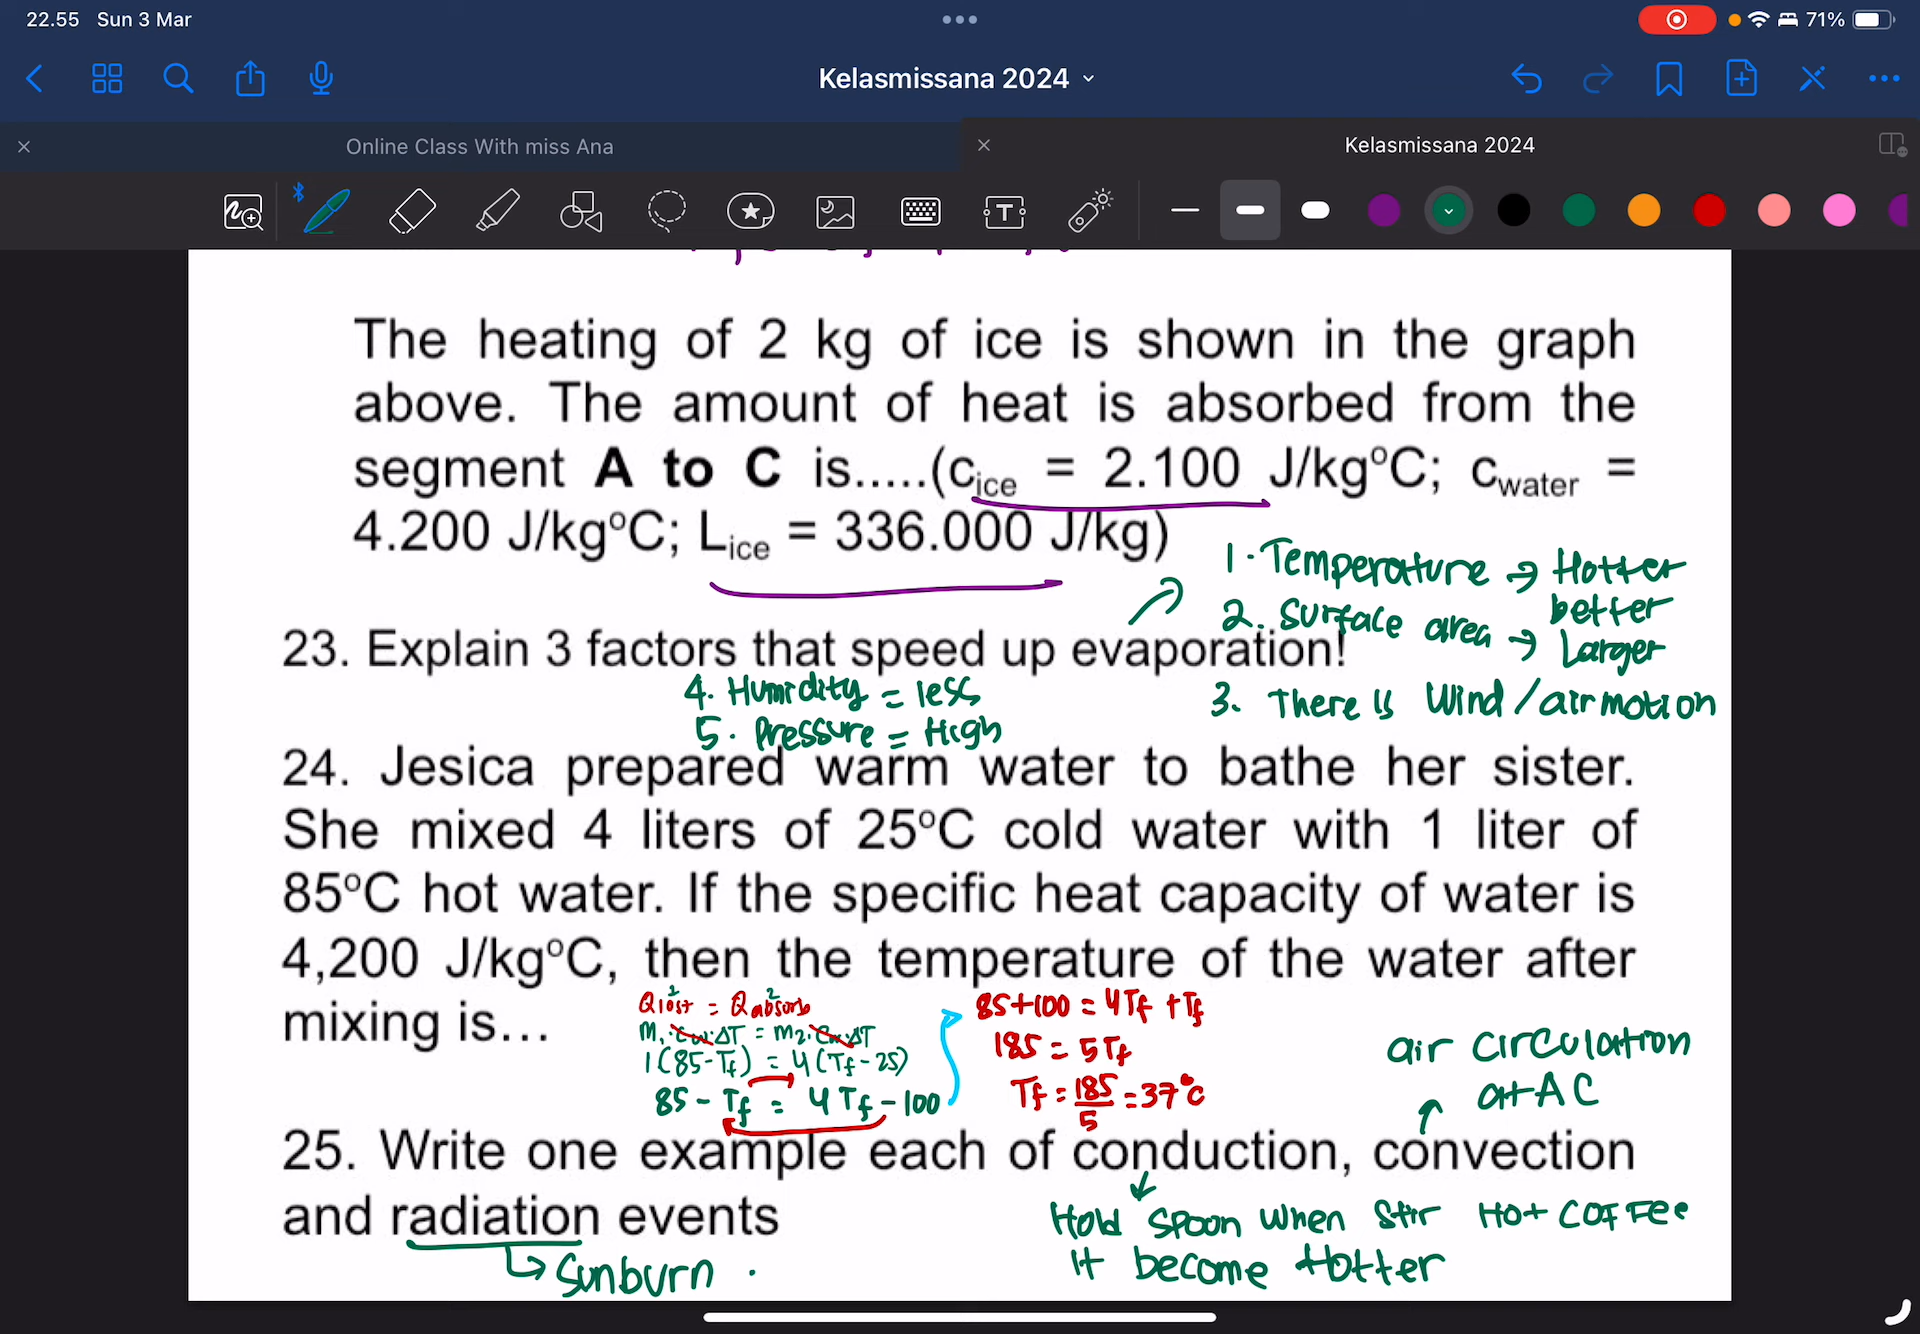 22.55 Sun 3 Mar
71%
Kelasmissana 2024
Online Class With miss Ana
Kelasmissana 2024
The heating of 2 kg of ice is shown in the graph
above. The amount of heat is absorbed from the
segment A to C is.....(cice = 2.100 J/kg°C; cwater =
4.200 J/kg°C; Lice = 336.000 J/kg)
1. Temperature → Hotter
better
2. Surface area → Larger
23. Explain 3 factors that speed up evaporation!
3. There is Wind/air motion
4. Humidity = less
5. Pressure = High
24. Jesica prepared warm water to bathe her sister.
She mixed 4 liters of 25°C cold water with 1 liter of
85°C hot water. If the specific heat capacity of water is
4,200 J/kg°C, then the temperature of the water after
mixing is...
Qlost = Qabsorb
m1.cw.ΔT = m2.cw.ΔT
1(85-Tf) = 4(Tf-25)
85 - Tf = 4Tf - 100
85+100 = 4Tf + Tf
185 = 5Tf
Tf = 185/5 = 37°C
air circulation
at AC
25. Write one example each of conduction, convection
and radiation events
Hold spoon when stir Hot coffee
It become Hotter
Sunburn.